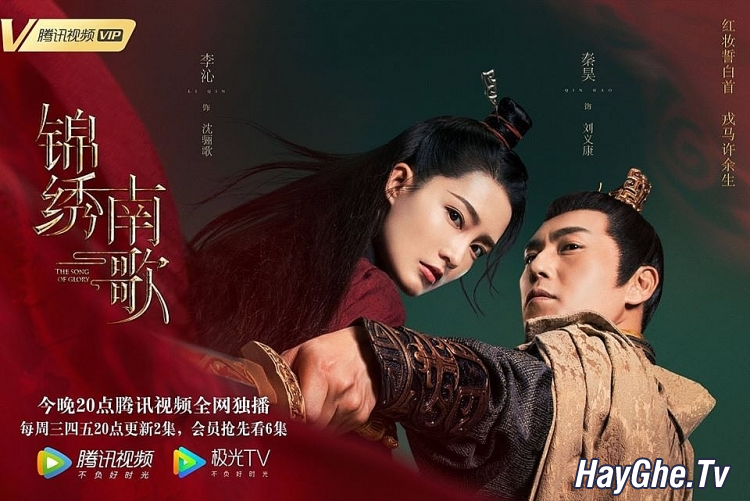 腾讯视频 VIP
李沁
LI QIN
饰
沈骊歌
秦昊
QIN HAO
饰
刘义康
红妆誓白首
戎马许余生
锦绣南歌
THE SONG
OF GLORY
今晚20点腾讯视频全网独播
每周三四五20点更新2集，会员抢先看6集
腾讯视频
不负好时光
极光TV
不负好时光
HayGhe.Tv